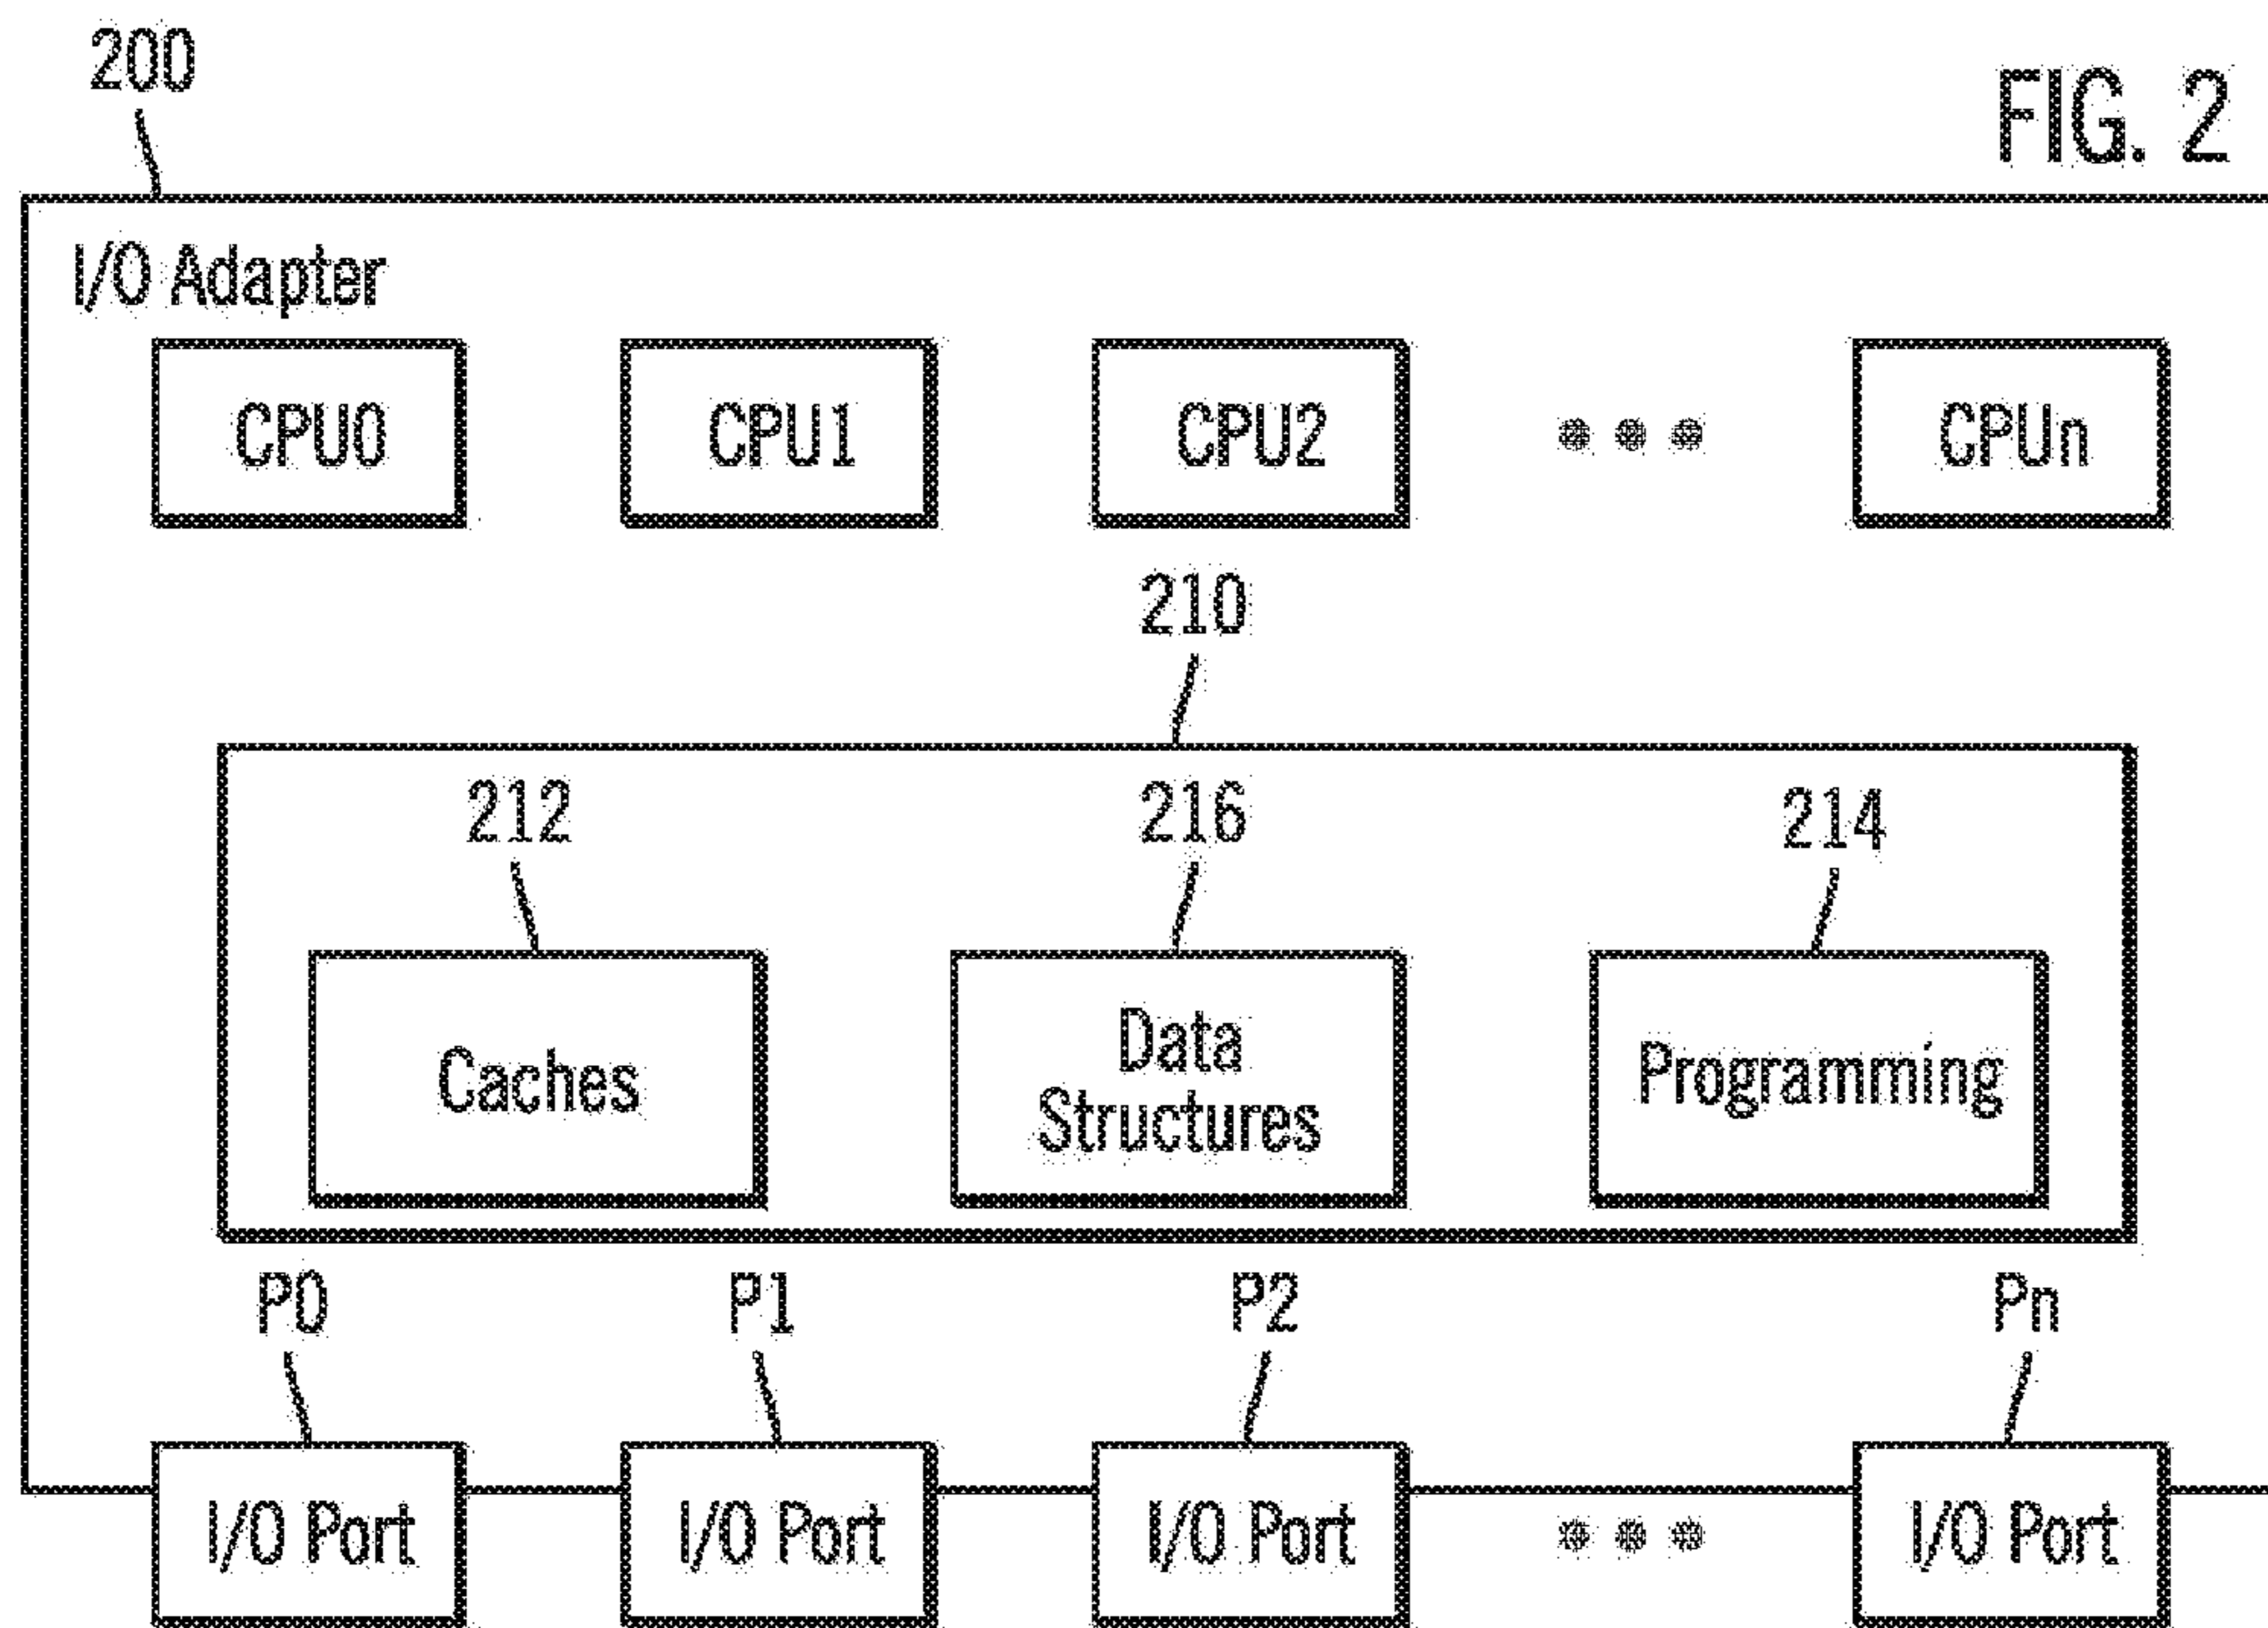 200
FIG. 2
I/O Adapter
CPU0 CPU1 CPU2 CPUn
210
212 216 214
Caches
Data
Structures
Programming
P0 P1 P2 Pn
I/O Port I/O Port I/O Port I/O Port